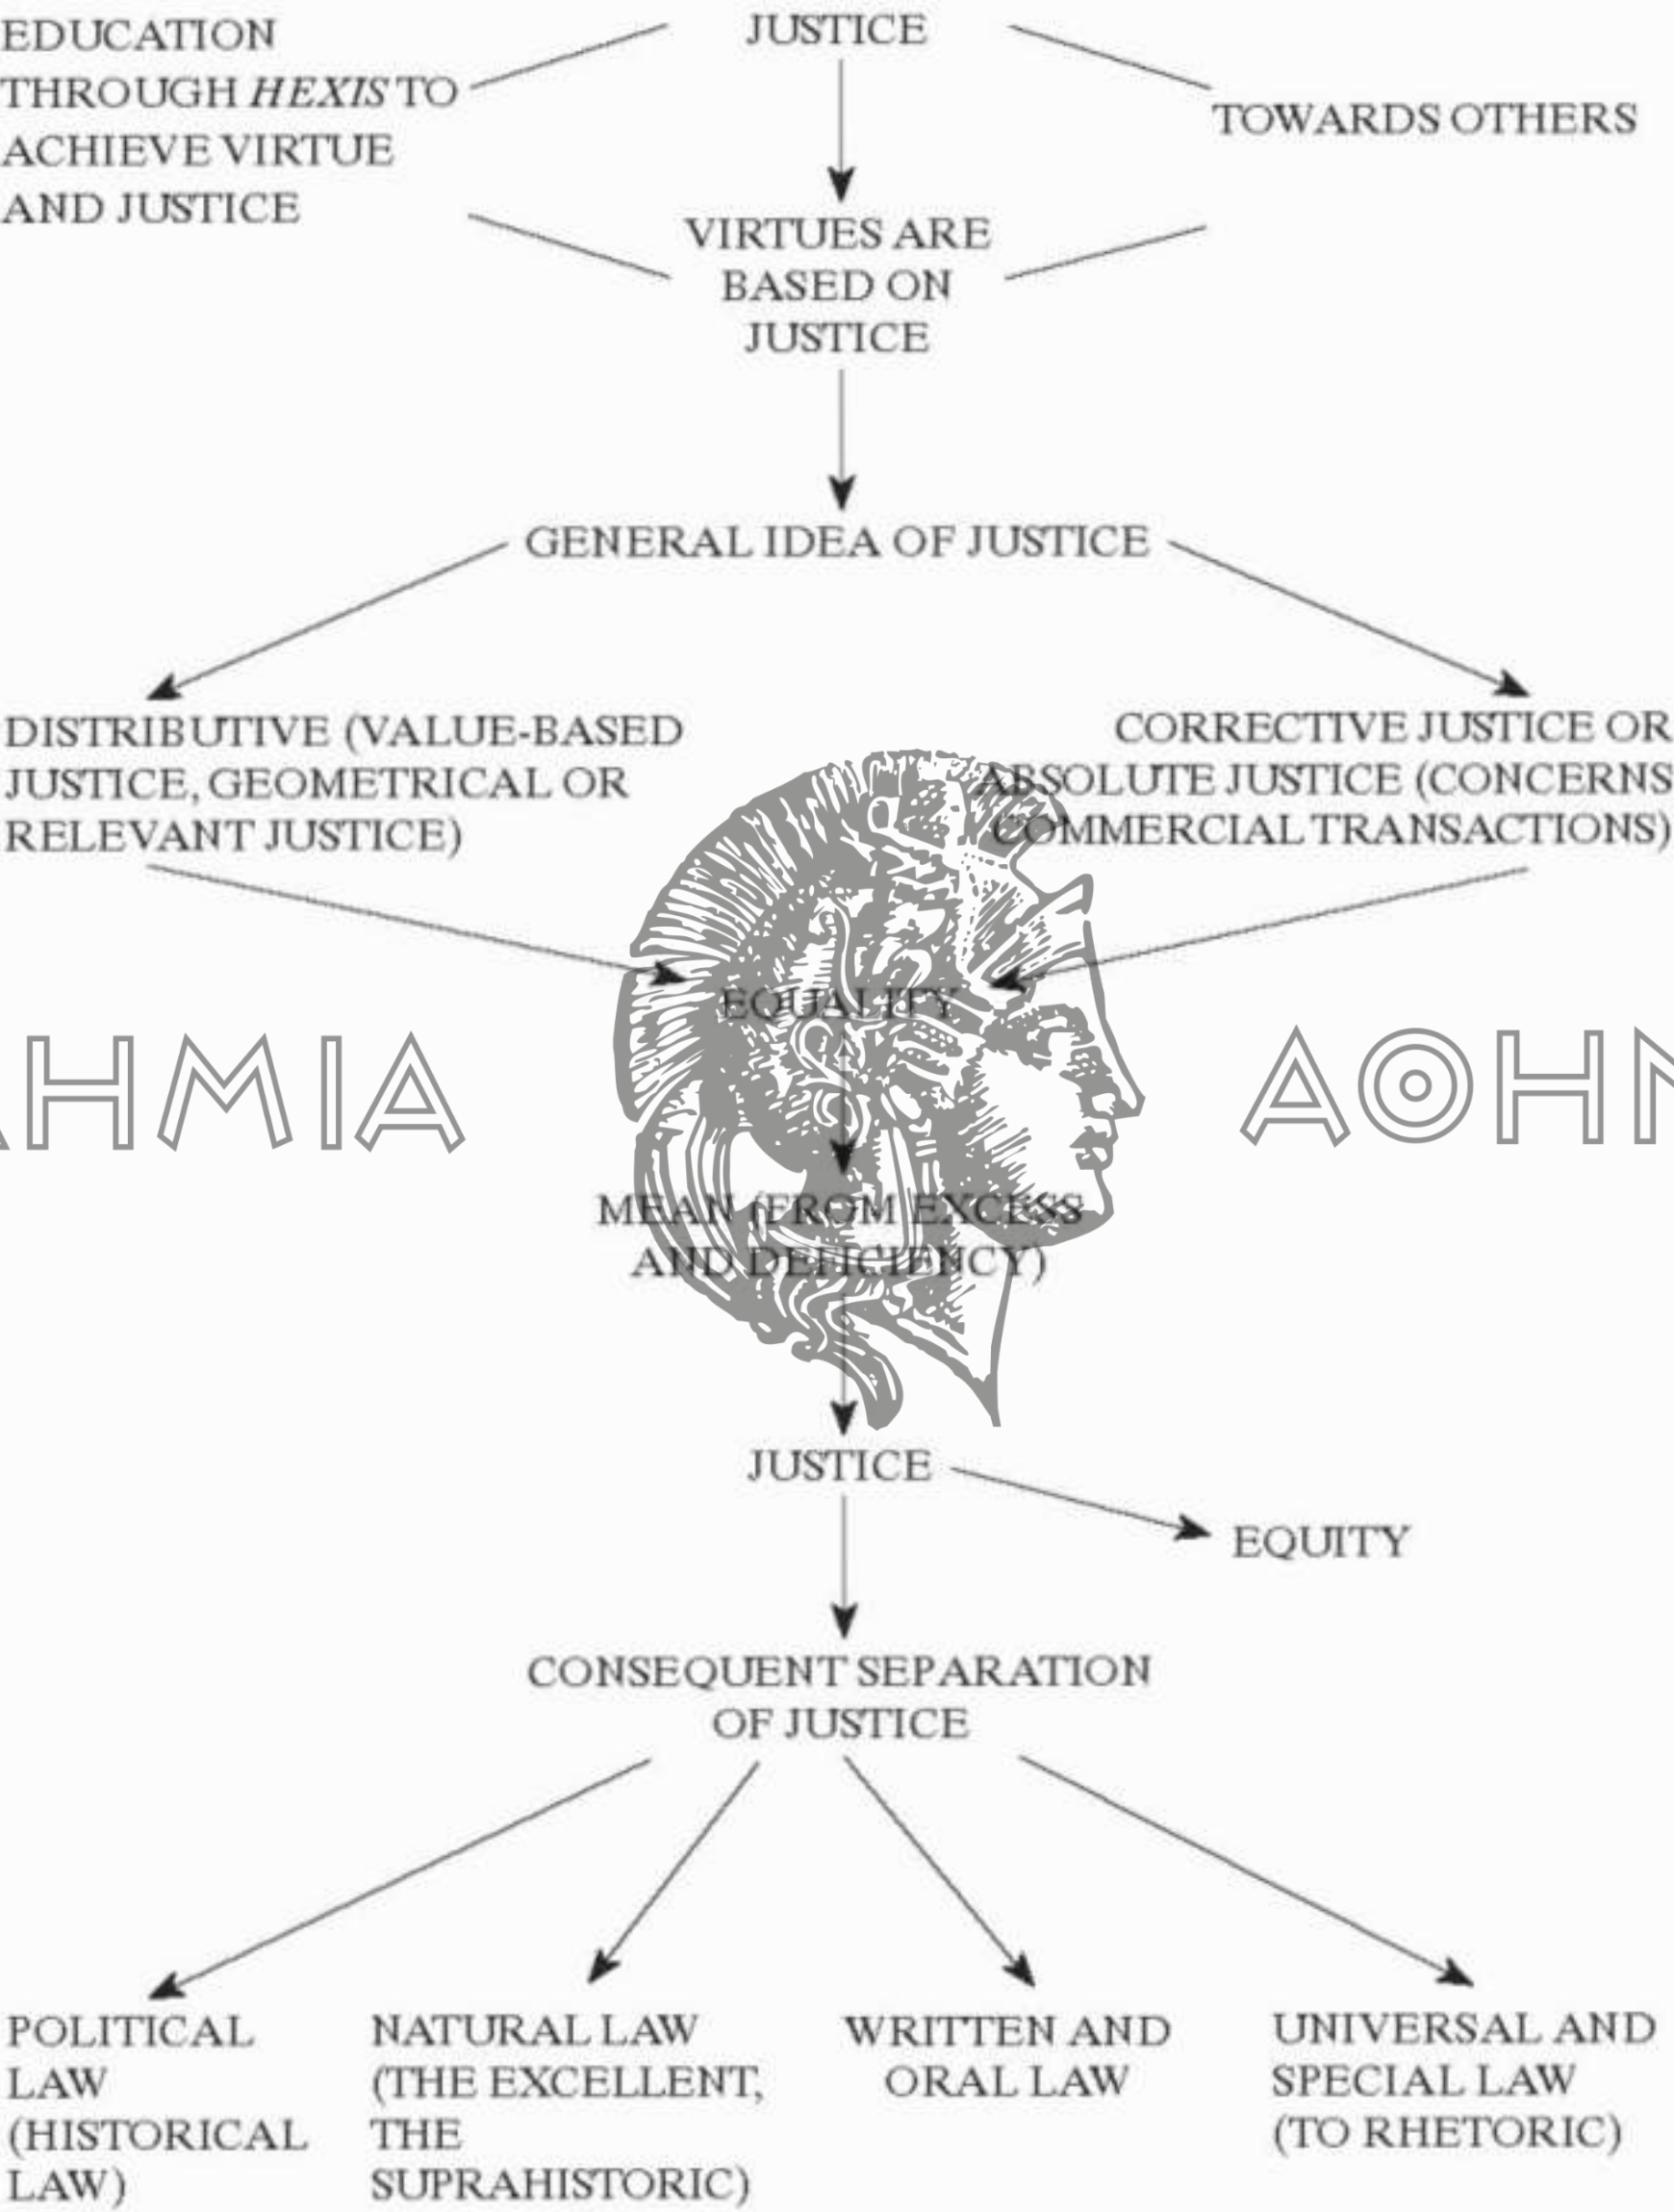 JUSTICE
EDUCATION
THROUGH HEXIS TO
ACHIEVE VIRTUE
AND JUSTICE
TOWARDS OTHERS
VIRTUES ARE
BASED ON
JUSTICE
GENERAL IDEA OF JUSTICE
DISTRIBUTIVE (VALUE-BASED
JUSTICE, GEOMETRICAL OR
RELEVANT JUSTICE)
CORRECTIVE JUSTICE OR
ABSOLUTE JUSTICE (CONCERNS
COMMERCIAL TRANSACTIONS)
EQUALITY
ΗΜΙΑ
ΑΘΗ
MEAN (FROM EXCESS
AND DEFICIENCY)
JUSTICE
EQUITY
CONSEQUENT SEPARATION
OF JUSTICE
POLITICAL
LAW
(HISTORICAL
LAW)
NATURAL LAW
(THE EXCELLENT,
THE
SUPRAHISTORIC)
WRITTEN AND
ORAL LAW
UNIVERSAL AND
SPECIAL LAW
(TO RHETORIC)